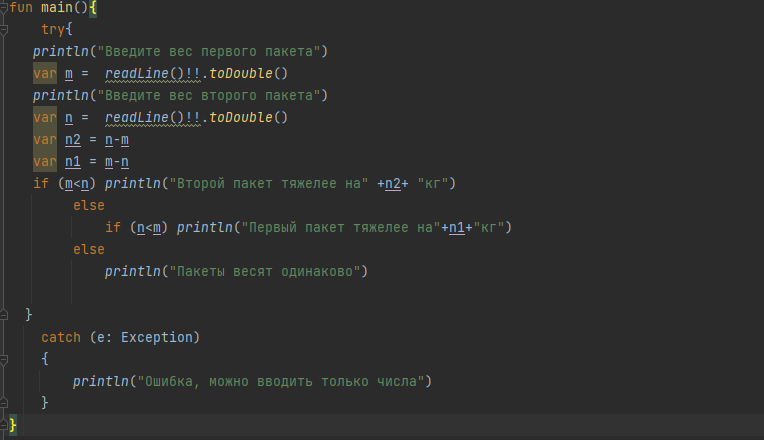 fun main(){
try{
println("Введите вес первого пакета")
var m =  readLine()!!.toDouble()
println("Введите вес второго пакета")
var n =  readLine()!!.toDouble()
var n2 = n-m
var n1 = m-n
if (m<n) println("Второй пакет тяжелее на" +n2+ "кг")
else
if (n<m) println("Первый пакет тяжелее на"+n1+"кг")
else
println("Пакеты весят одинаково")
}
catch (e: Exception)
{
println("Ошибка, можно вводить только числа")
}
}